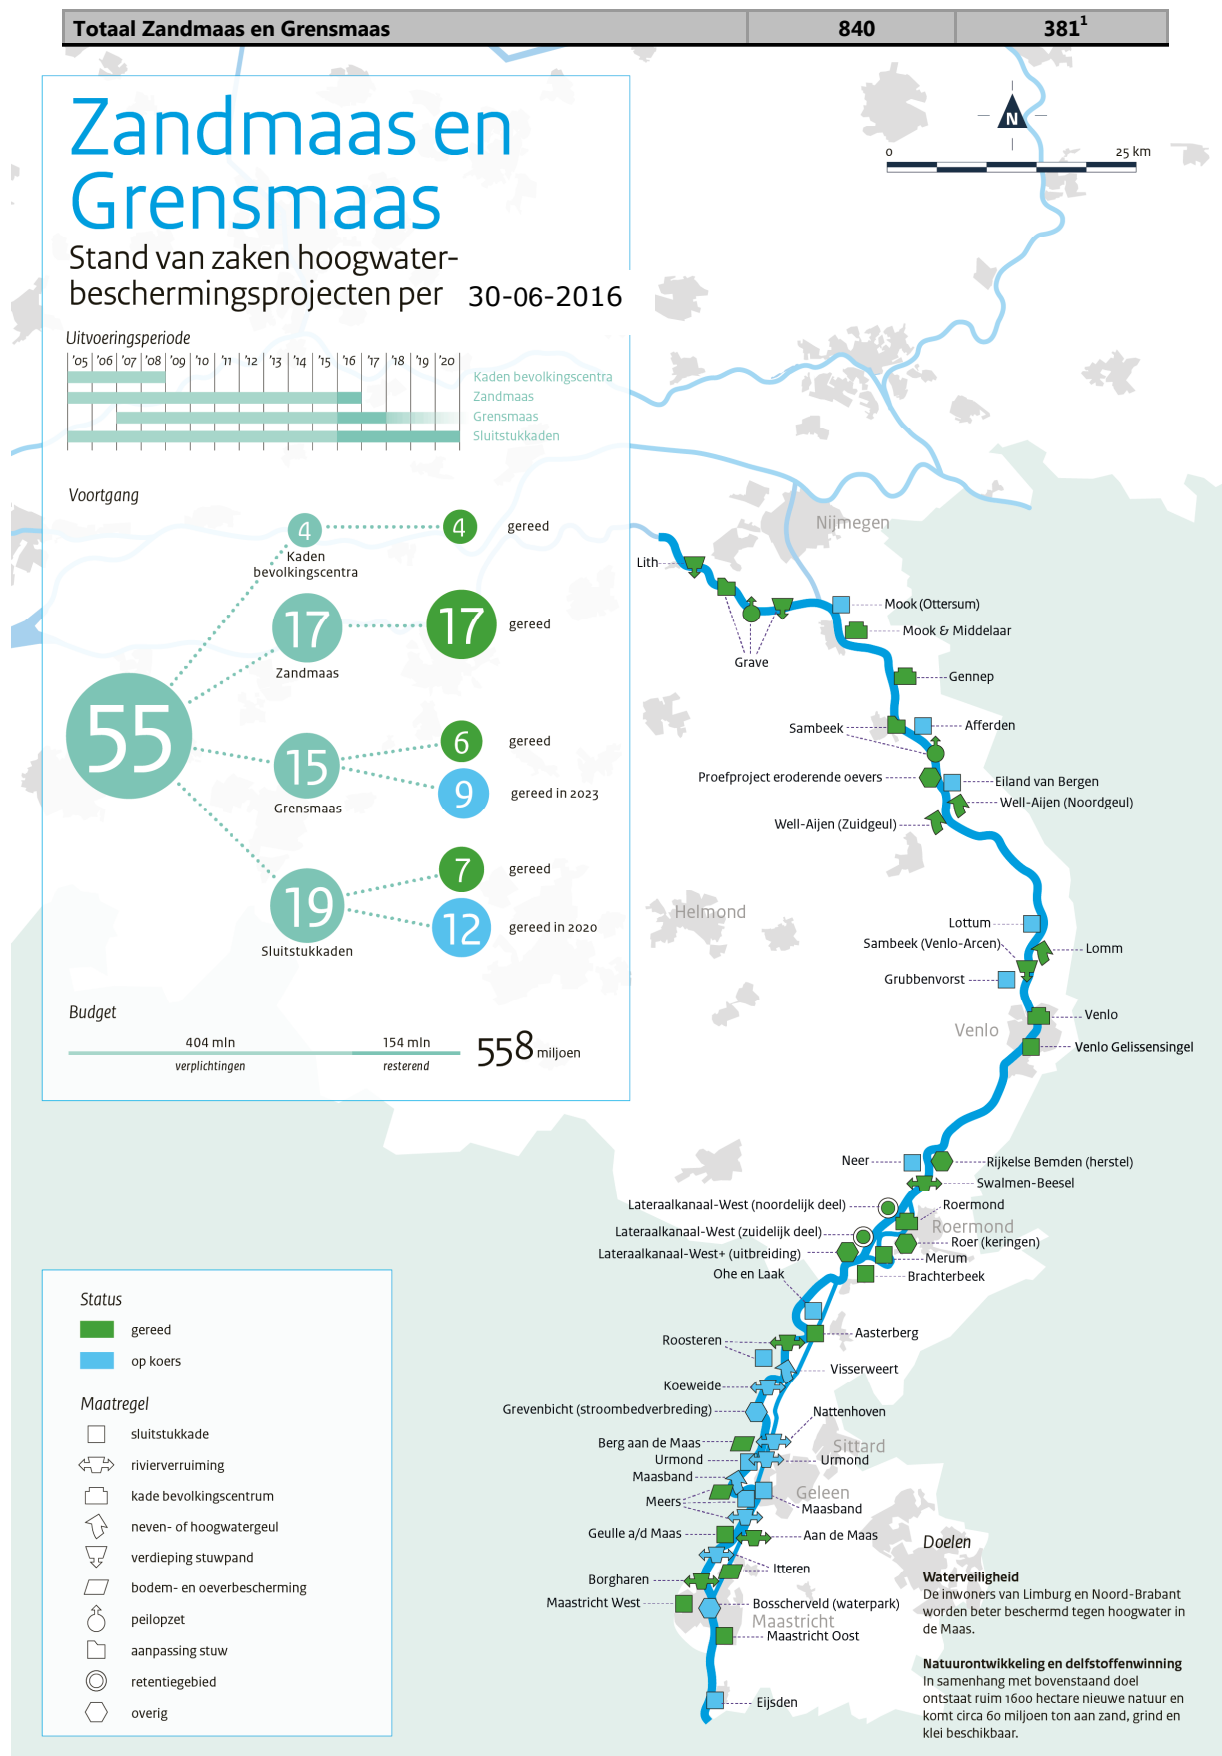 Totaal Zandmaas en Grensmaas 840 381¹
Zandmaas en
Grensmaas
Stand van zaken hoogwater-
beschermingsprojecten per 30-06-2016
Uitvoeringsperiode
'05 '06 '07 '08 '09 '10 '11 '12 '13 '14 '15 '16 '17 '18 '19 '20
Kaden bevolkingscentra
Zandmaas
Grensmaas
Sluitstukkaden
Voortgang
55
4
Kaden
bevolkingscentra
4 gereed
17
Zandmaas
17 gereed
15
Grensmaas
6 gereed
9 gereed in 2023
19
Sluitstukkaden
7 gereed
12 gereed in 2020
Budget
404 mln
verplichtingen
154 mln
resterend
558 miljoen
N
0 25 km
Nijmegen
Lith
Mook (Ottersum)
Mook & Middelaar
Grave
Gennep
Sambeek
Afferden
Proefproject eroderende oevers
Eiland van Bergen
Well-Aijen (Noordgeul)
Well-Aijen (Zuidgeul)
Helmond
Lottum
Sambeek (Venlo-Arcen)
Lomm
Grubbenvorst
Venlo
Venlo
Venlo Gelissensingel
Neer
Rijkelse Bemden (herstel)
Swalmen-Beesel
Lateraalkanaal-West (noordelijk deel)
Roermond
Roermond
Lateraalkanaal-West (zuidelijk deel)
Roer (keringen)
Lateraalkanaal-West+ (uitbreiding)
Merum
Ohe en Laak
Brachterbeek
Aasterberg
Roosteren
Visserweert
Koeweide
Grevenbicht (stroombedverbreding)
Nattenhoven
Berg aan de Maas
Sittard
Urmond
Urmond
Maasband
Geleen
Meers
Maasband
Geulle a/d Maas
Aan de Maas
Itteren
Borgharen
Maastricht West
Bosscherveld (waterpark)
Maastricht
Maastricht Oost
Eijsden
Status
gereed
op koers
Maatregel
sluitstukkade
rivierverruiming
kade bevolkingscentrum
neven- of hoogwatergeul
verdieping stuwpand
bodem- en oeverbescherming
peilopzet
aanpassing stuw
retentiegebied
overig
Doelen
Waterveiligheid
De inwoners van Limburg en Noord-Brabant
worden beter beschermd tegen hoogwater in
de Maas.
Natuurontwikkeling en delfstoffenwinning
In samenhang met bovenstaand doel
ontstaat ruim 1600 hectare nieuwe natuur en
komt circa 60 miljoen ton aan zand, grind en
klei beschikbaar.